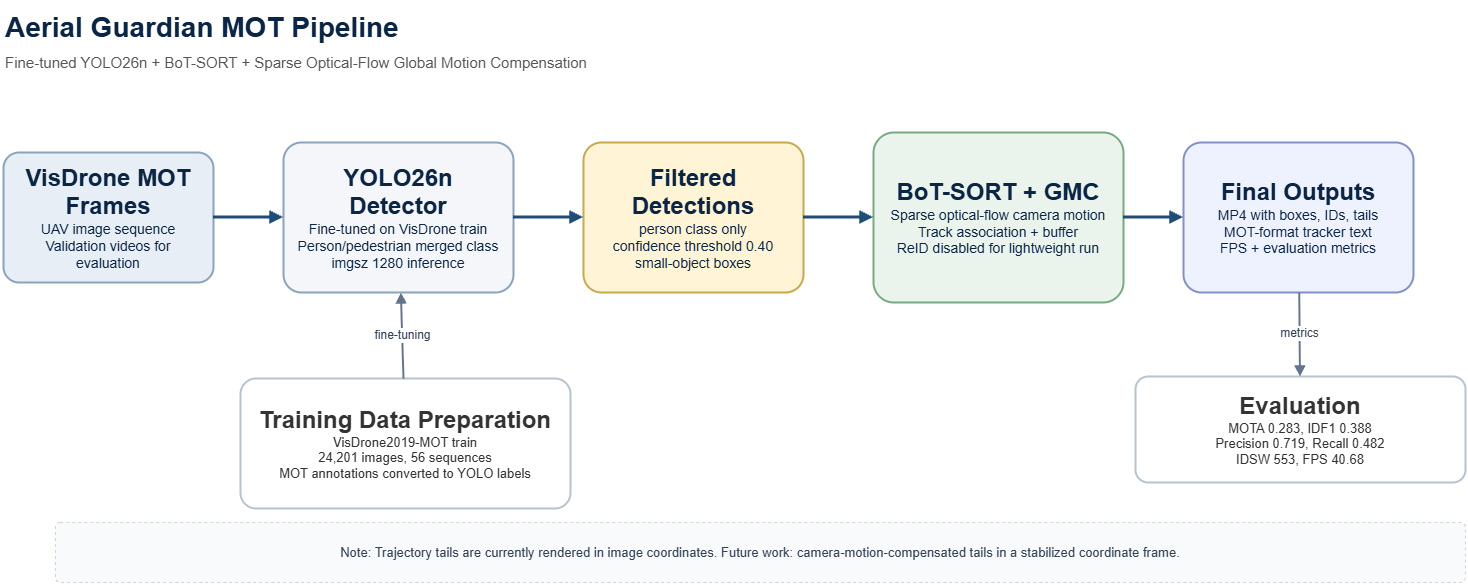 Aerial Guardian MOT Pipeline
Fine-tuned YOLO26n + BoT-SORT + Sparse Optical-Flow Global Motion Compensation
VisDrone MOT
Frames
UAV image sequence
Validation videos for
evaluation
YOLO26n
Detector
Fine-tuned on VisDrone train
Person/pedestrian merged class
imgsz 1280 inference
Filtered
Detections
person class only
confidence threshold 0.40
small-object boxes
BoT-SORT + GMC
Sparse optical-flow camera motion
Track association + buffer
ReID disabled for lightweight run
Final Outputs
MP4 with boxes, IDs, tails
MOT-format tracker text
FPS + evaluation metrics
fine-tuning
metrics
Training Data Preparation
VisDrone2019-MOT train
24,201 images, 56 sequences
MOT annotations converted to YOLO labels
Evaluation
MOTA 0.283, IDF1 0.388
Precision 0.719, Recall 0.482
IDSW 553, FPS 40.68
Note: Trajectory tails are currently rendered in image coordinates. Future work: camera-motion-compensated tails in a stabilized coordinate frame.